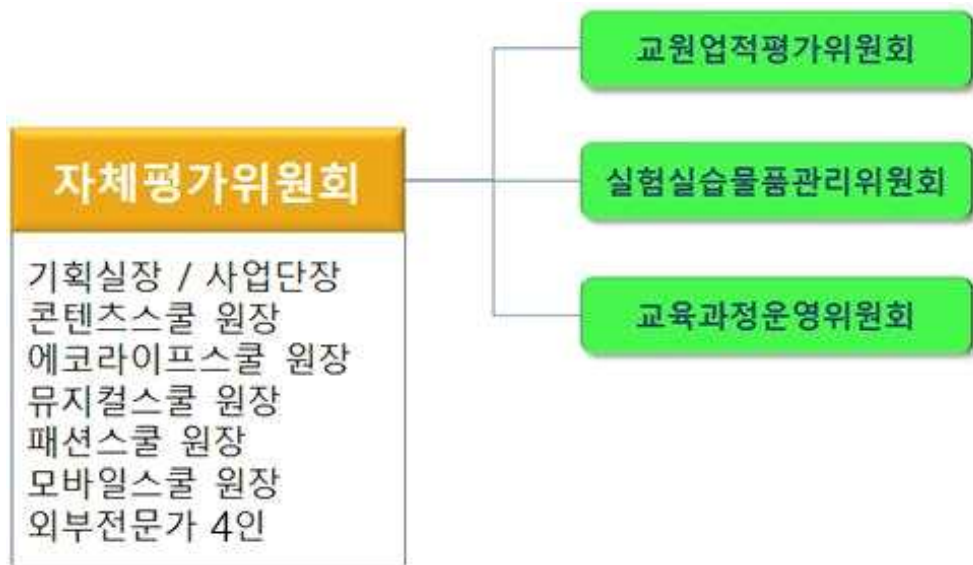 자체평가위원회
기획실장 / 사업단장
콘텐츠스쿨 원장
에코라이프스쿨 원장
뮤지컬스쿨 원장
패션스쿨 원장
모바일스쿨 원장
외부전문가 4인
교원업적평가위원회
실험실습물품관리위원회
교육과정운영위원회